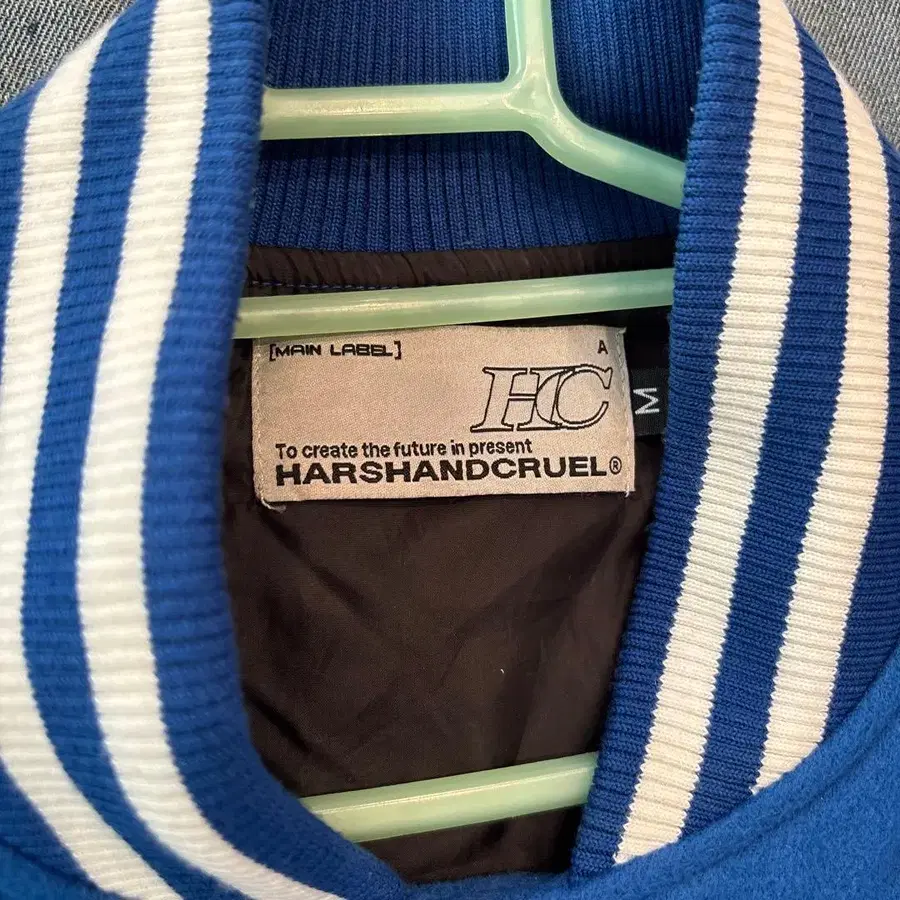 [MAIN LABEL]
A
HC
To create the future in present
HARSHANDCRUEL®
M